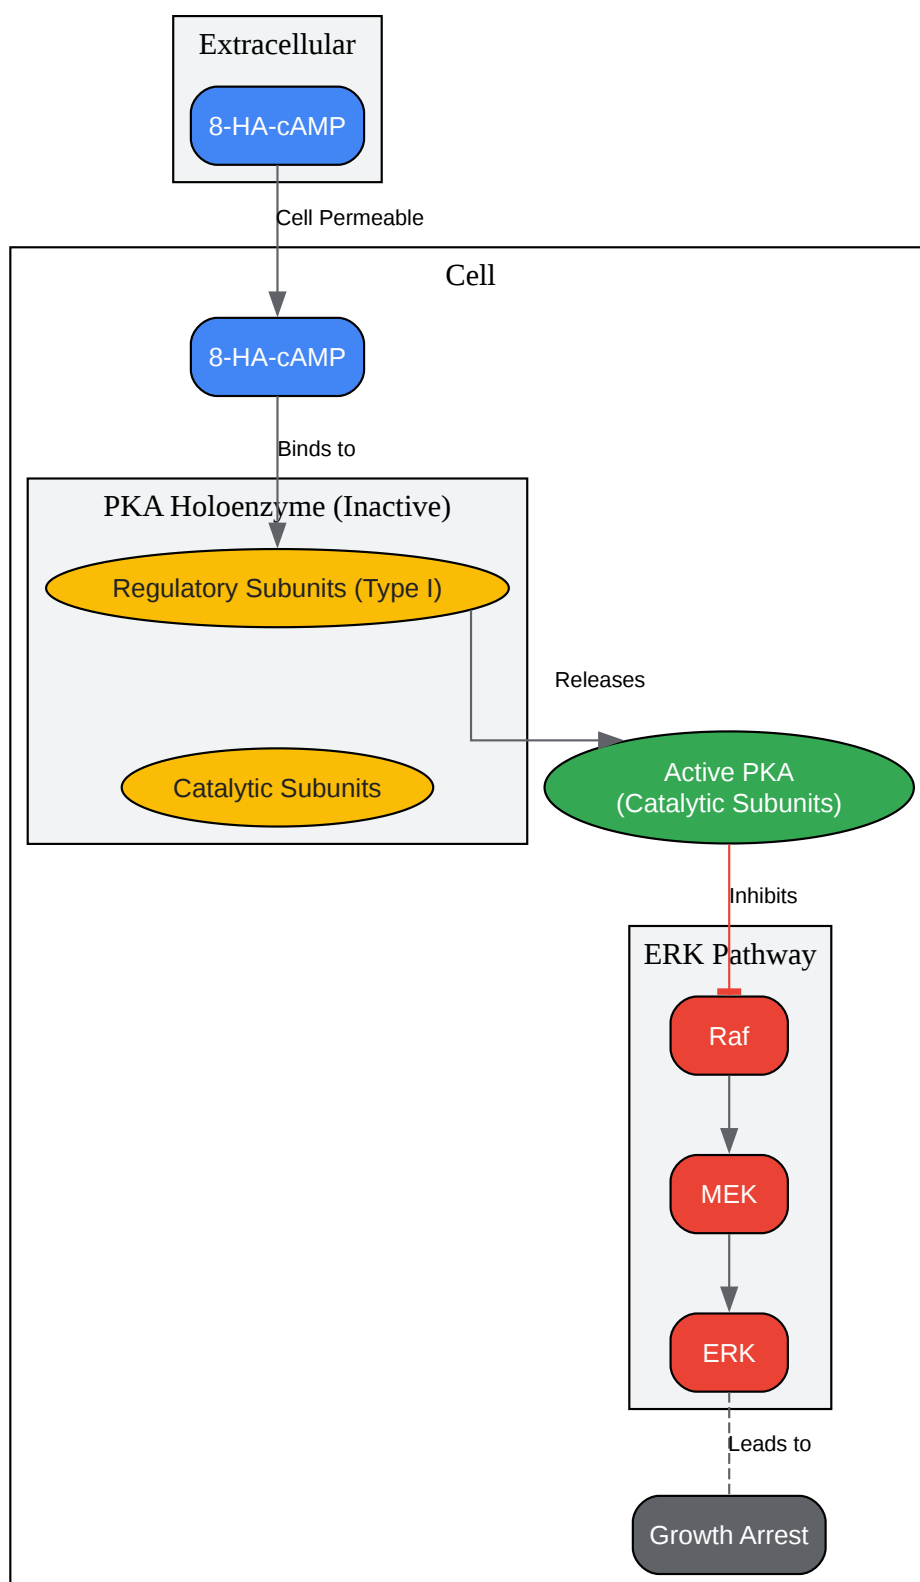 Extracellular
8-HA-cAMP
Cell Permeable
Cell
8-HA-cAMP
Binds to
PKA Holoenzyme (Inactive)
Regulatory Subunits (Type I)
Releases
Catalytic Subunits
Active PKA
(Catalytic Subunits)
Inhibits
ERK Pathway
Raf
MEK
ERK
Leads to
Growth Arrest